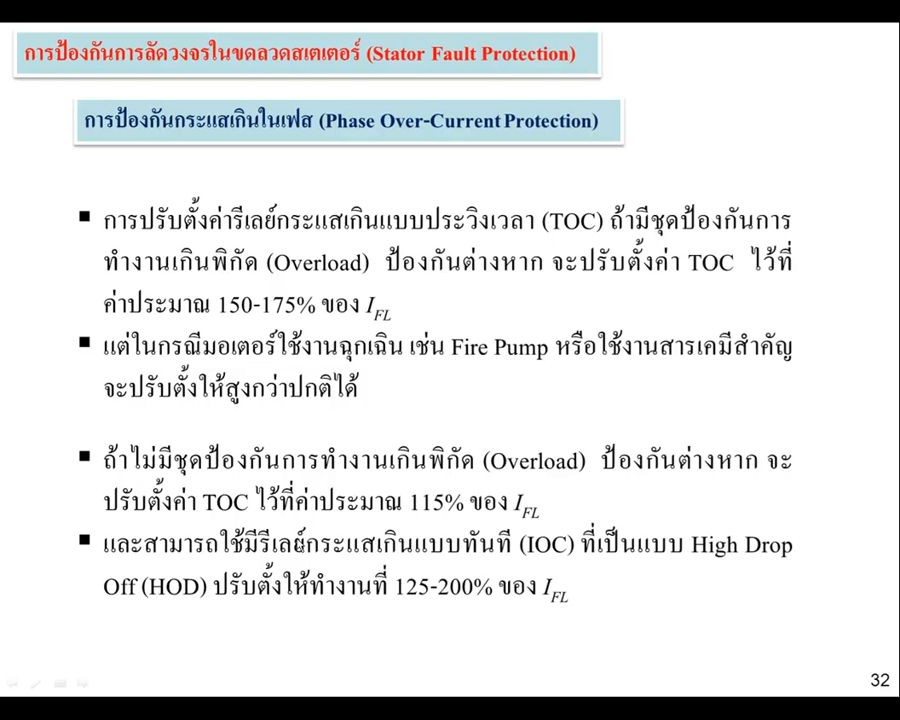 การป้องกันการลัดวงจรในขดลวดสเตเตอร์ (Stator Fault Protection)
การป้องกันกระแสเกินในเฟส (Phase Over-Current Protection)
▪ การปรับตั้งค่ารีเลย์กระแสเกินแบบประวิงเวลา (TOC) ถ้ามีชุดป้องกันการ
ทำงานเกินพิกัด (Overload) ป้องกันต่างหาก จะปรับตั้งค่า TOC ไว้ที่
ค่าประมาณ 150-175% ของ I_FL
▪ แต่ในกรณีมอเตอร์ใช้งานฉุกเฉิน เช่น Fire Pump หรือใช้งานสารเคมีสำคัญ
จะปรับตั้งให้สูงกว่าปกติได้
▪ ถ้าไม่มีชุดป้องกันการทำงานเกินพิกัด (Overload) ป้องกันต่างหาก จะ
ปรับตั้งค่า TOC ไว้ที่ค่าประมาณ 115% ของ I_FL
▪ และสามารถใช้มีรีเลย์กระแสเกินแบบทันที (IOC) ที่เป็นแบบ High Drop
Off (HOD) ปรับตั้งให้ทำงานที่ 125-200% ของ I_FL
32